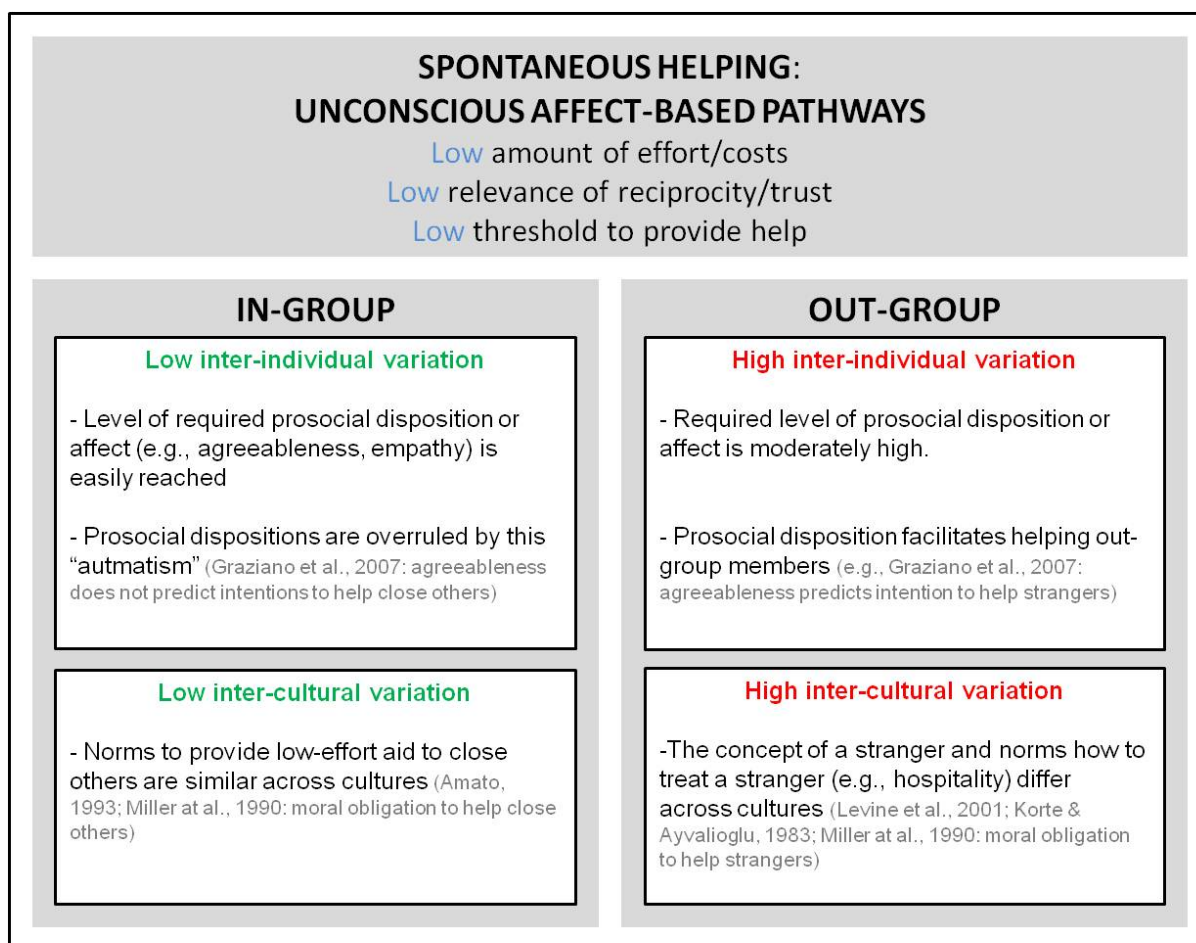 SPONTANEOUS HELPING:
UNCONSCIOUS AFFECT-BASED PATHWAYS
Low amount of effort/costs
Low relevance of reciprocity/trust
Low threshold to provide help
IN-GROUP
Low inter-individual variation
- Level of required prosocial disposition or
affect (e.g., agreeableness, empathy) is
easily reached
- Prosocial dispositions are overruled by this
“autmatism” (Graziano et al., 2007: agreeableness
does not predict intentions to help close others)
Low inter-cultural variation
- Norms to provide low-effort aid to close
others are similar across cultures (Amato,
1993; Miller at al., 1990: moral obligation to help close
others)
OUT-GROUP
High inter-individual variation
- Required level of prosocial disposition or
affect is moderately high.
- Prosocial disposition facilitates helping out-
group members (e.g., Graziano et al., 2007:
agreeableness predicts intention to help strangers)
High inter-cultural variation
-The concept of a stranger and norms how to
treat a stranger (e.g., hospitality) differ
across cultures (Levine et al., 2001; Korte &
Ayvalioglu, 1983; Miller at al., 1990: moral obligation
to help strangers)